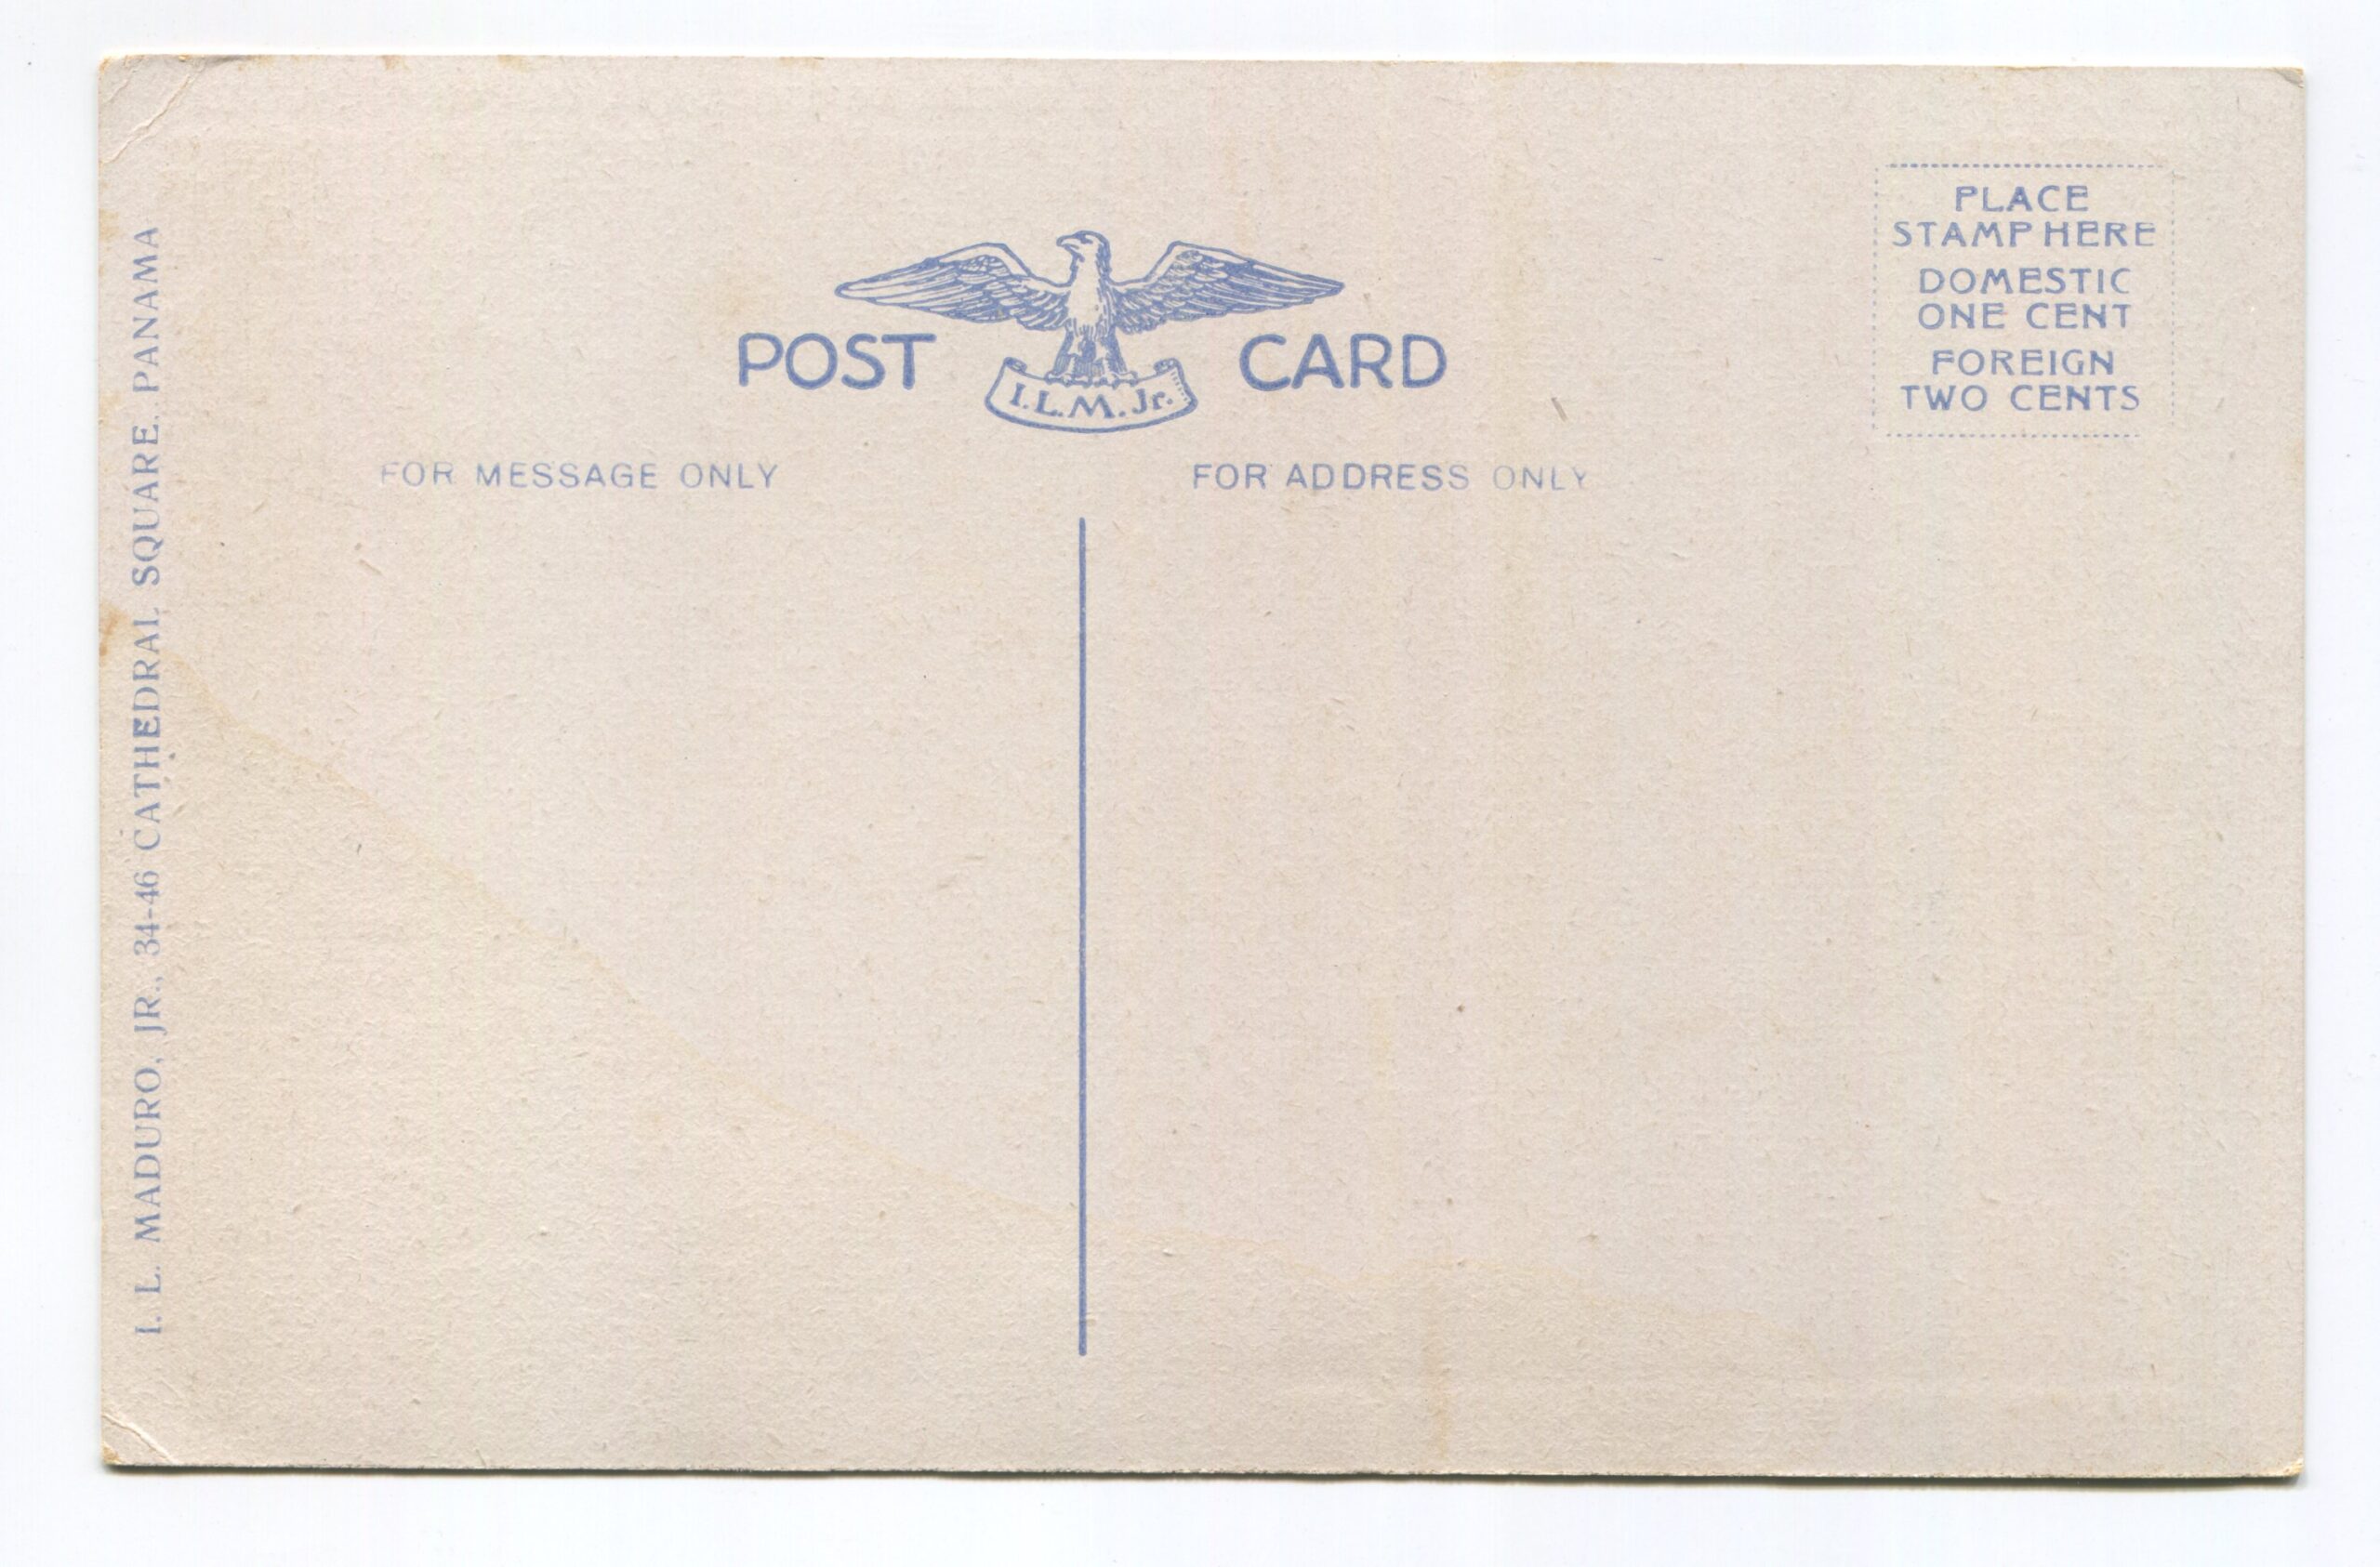 I. L. MADURO, JR., 34-46 CATHEDRAL SQUARE. PANAMA
POST CARD
I.L.M. Jr.
PLACE
STAMP HERE
DOMESTIC
ONE CENT
FOREIGN
TWO CENTS
FOR MESSAGE ONLY
FOR ADDRESS ONLY